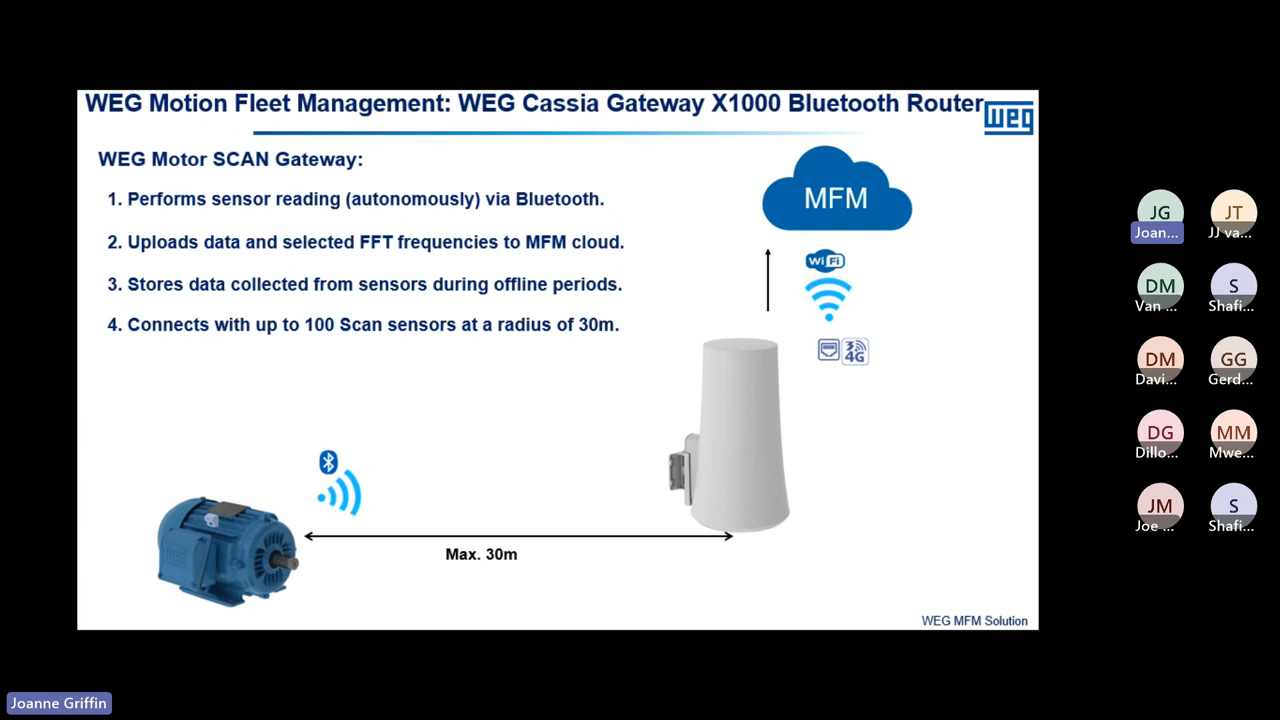 WEG Motion Fleet Management: WEG Cassia Gateway X1000 Bluetooth Router
weg
WEG Motor SCAN Gateway:
1. Performs sensor reading (autonomously) via Bluetooth.
2. Uploads data and selected FFT frequencies to MFM cloud.
3. Stores data collected from sensors during offline periods.
4. Connects with up to 100 Scan sensors at a radius of 30m.
MFM
WiFi
3
4G
Max. 30m
weg
WEG MFM Solution
JG
Joan...
JT
JJ va...
DM
Van ...
S
Shafi...
DM
Davi...
GG
Gerd...
DG
Dillo...
MM
Mwe...
JM
Joe ...
S
Shafi...
Joanne Griffin